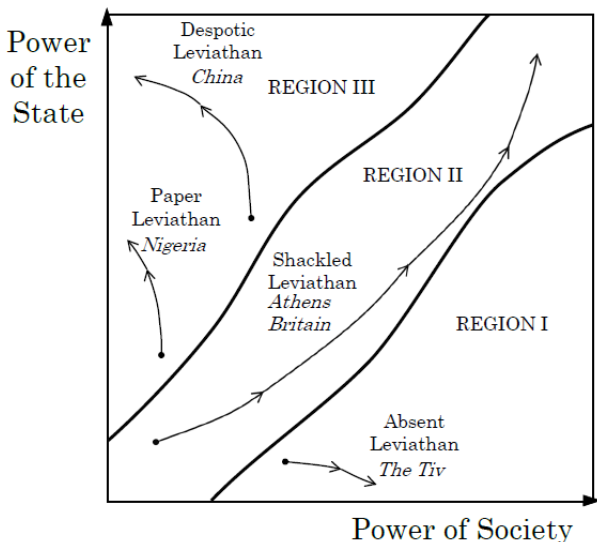 Power
of the
State
Despotic
Leviathan
China
REGION III
Paper
Leviathan
Nigeria
REGION II
Shackled
Leviathan
Athens
Britain
REGION I
Absent
Leviathan
The Tiv
Power of Society